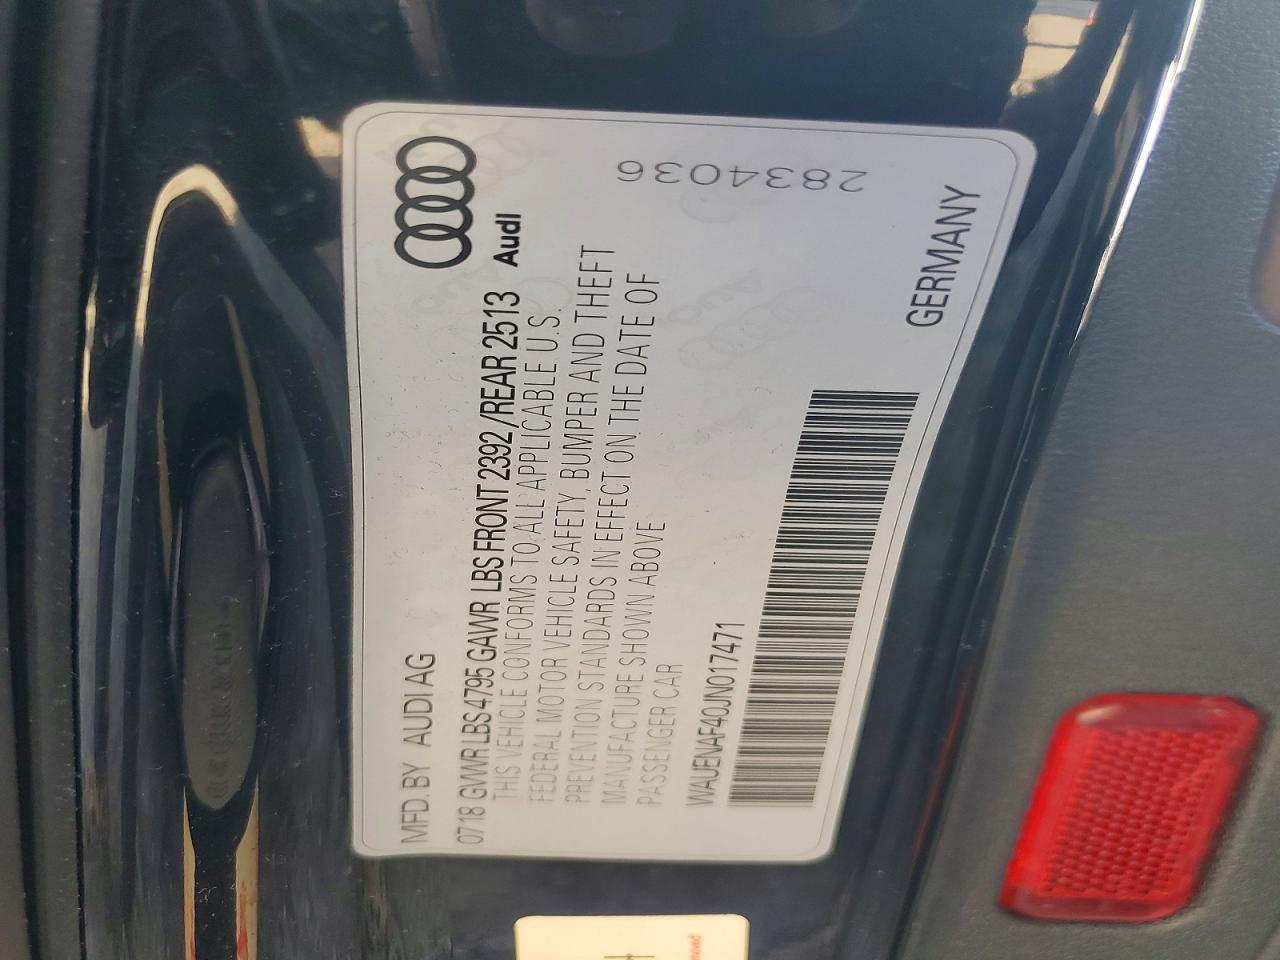 MFD. BY AUDI AG
0718 GVWR LBS 4795 GAWR LBS FRONT 2392 /REAR 2513
Audi
THIS VEHICLE CONFORMS TO ALL APPLICABLE U.S.
FEDERAL MOTOR VEHICLE SAFETY, BUMPER AND THEFT
PREVENTION STANDARDS IN EFFECT ON THE DATE OF
MANUFACTURE SHOWN ABOVE
PASSENGER CAR
WAUENAF40JN017471
GERMANY
2834036